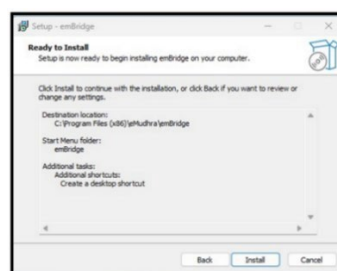 Setup - emBridge
Ready to Install
Setup is now ready to begin installing emBridge on your computer.
Click Install to continue with the installation, or click Back if you want to review or
change any settings.
Destination location:
C:\Program Files (x86)\eMudhra\emBridge
Start Menu folder:
emBridge
Additional tasks:
Additional shortcuts:
Create a desktop shortcut
Back
Install
Cancel